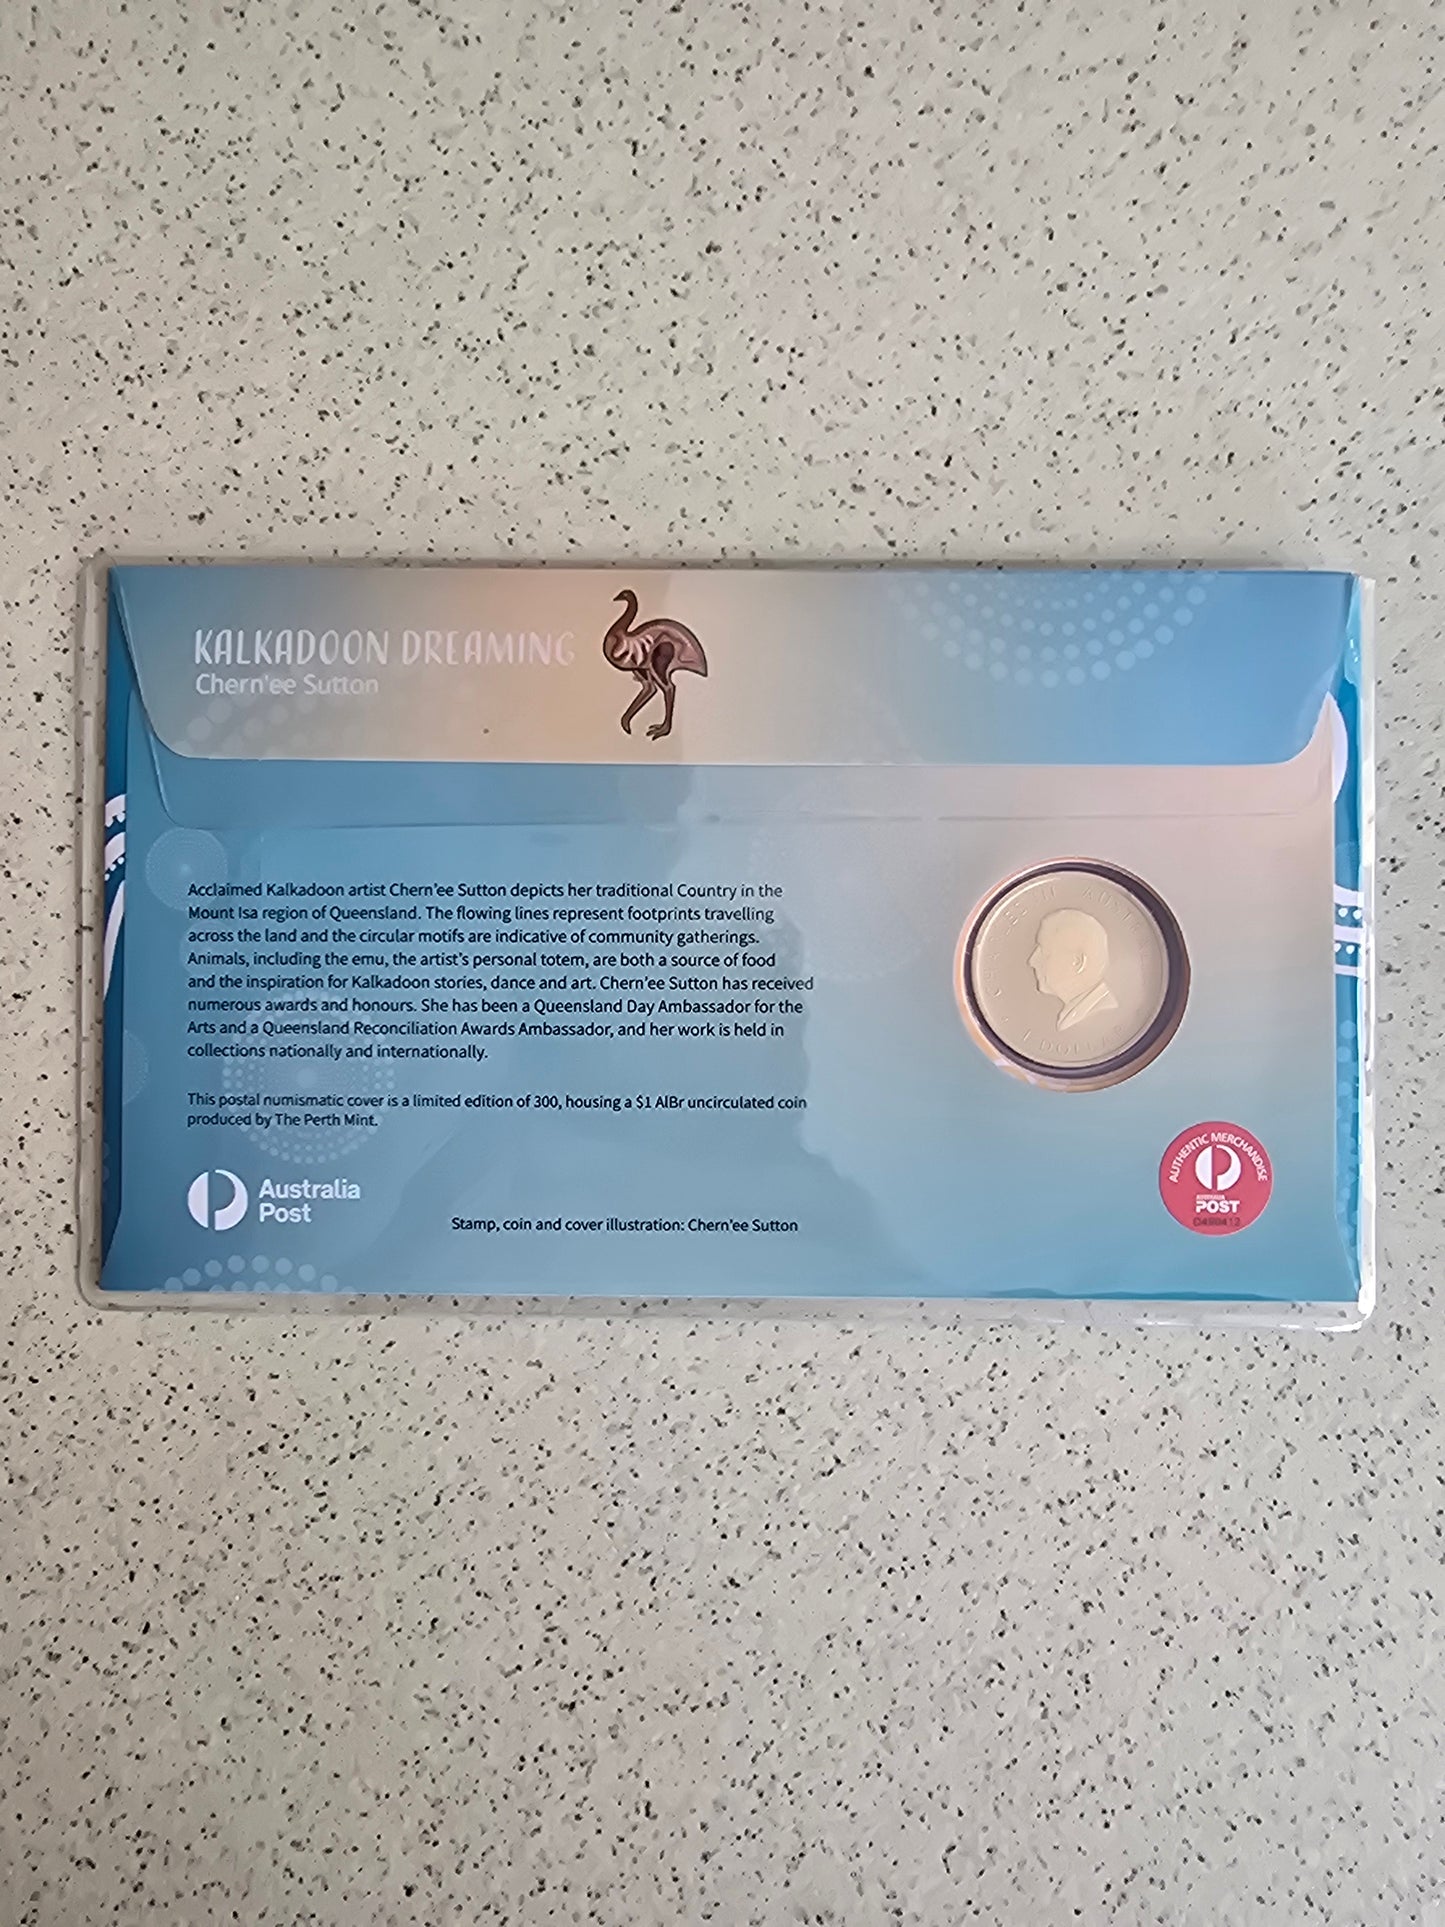 KALKADOON DREAMING
Chern'ee Sutton
Acclaimed Kalkadoon artist Chern'ee Sutton depicts her traditional Country in the
Mount Isa region of Queensland. The flowing lines represent footprints travelling
across the land and the circular motifs are indicative of community gatherings.
Animals, including the emu, the artist's personal totem, are both a source of food
and the inspiration for Kalkadoon stories, dance and art. Chern'ee Sutton has received
numerous awards and honours. She has been a Queensland Day Ambassador for the
Arts and a Queensland Reconciliation Awards Ambassador, and her work is held in
collections nationally and internationally.
This postal numismatic cover is a limited edition of 300, housing a $1 AlBr uncirculated coin
produced by The Perth Mint.
Australia
Post
Stamp, coin and cover illustration: Chern'ee Sutton
1 DOLLAR
AUTHENTIC MERCHANDISE
AUSTRALIA
POST